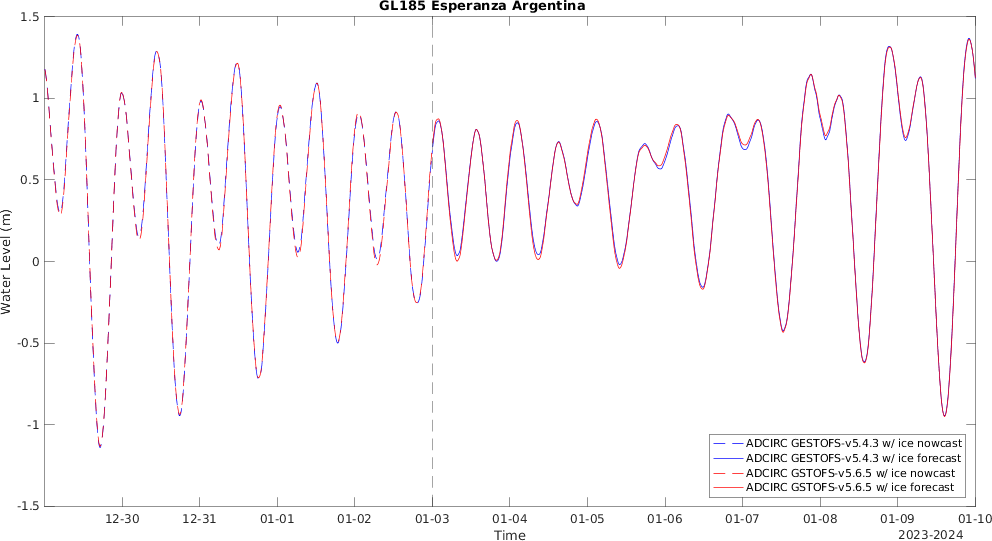 GL185 Esperanza Argentina
1.5
1
0.5
0
-0.5
-1
-1.5
Water Level (m)
12-30 12-31 01-01 01-02 01-03 01-04 01-05 01-06 01-07 01-08 01-09 01-10
Time
2023-2024
ADCIRC GESTOFS-v5.4.3 w/ ice nowcast
ADCIRC GESTOFS-v5.4.3 w/ ice forecast
ADCIRC GSTOFS-v5.6.5 w/ ice nowcast
ADCIRC GSTOFS-v5.6.5 w/ ice forecast